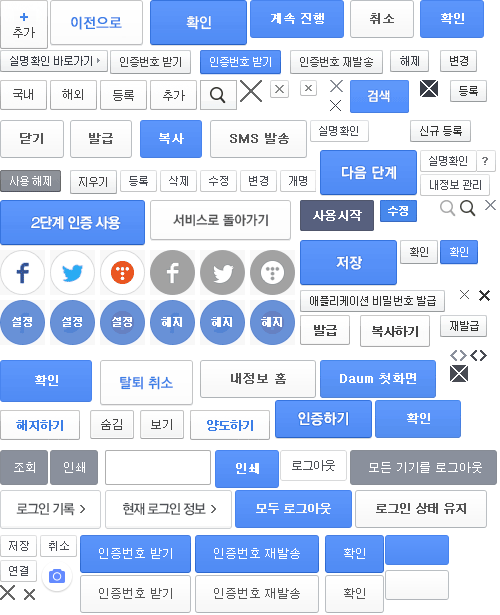 +
추가
이전으로
확인
계속 진행
취소
확인
실명확인 바로가기
인증번호 받기
인증번호 받기
인증번호 재발송
해제
변경
국내
해외
등록
추가
검색
등록
닫기
발급
복사
SMS 발송
실명확인
신규 등록
다음 단계
실명확인
?
사용 해제
지우기
등록
삭제
수정
변경
개명
내정보 관리
2단계 인증 사용
서비스로 돌아가기
사용시작
수정
저장
확인
확인
애플리케이션 비밀번호 발급
설정
설정
설정
해지
해지
해지
발급
복사하기
재발급
확인
탈퇴 취소
내정보 홈
Daum 첫화면
해지하기
숨김
보기
양도하기
인증하기
확인
조회
인쇄
인쇄
로그아웃
모든 기기를 로그아웃
로그인 기록 >
현재 로그인 정보 >
모두 로그아웃
로그인 상태 유지
저장
취소
인증번호 받기
인증번호 재발송
확인
연결
인증번호 받기
인증번호 재발송
확인